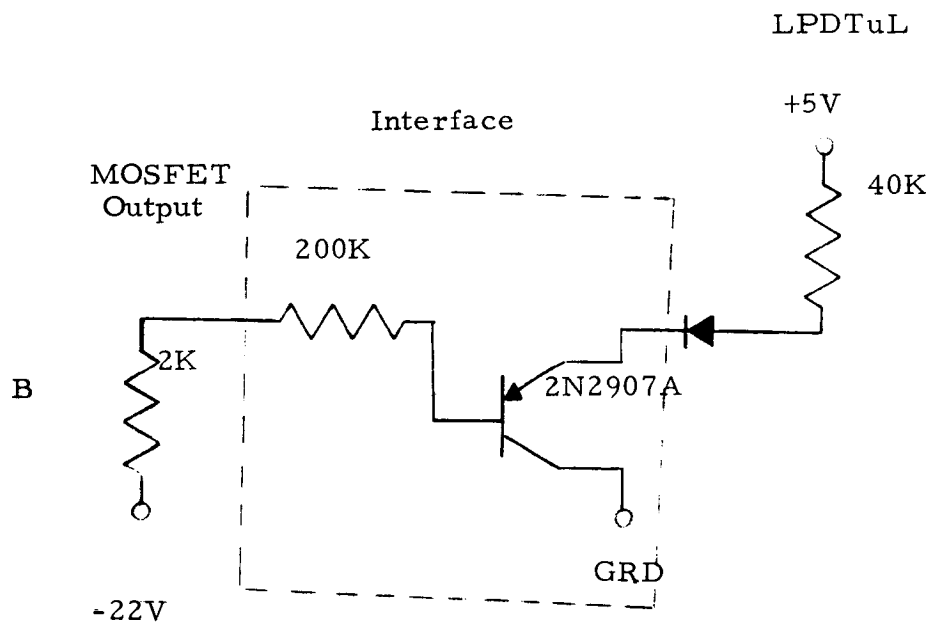 LPDTuL
+5V
Interface
MOSFET
Output
40K
200K
2K
2N2907A
B
GRD
-22V